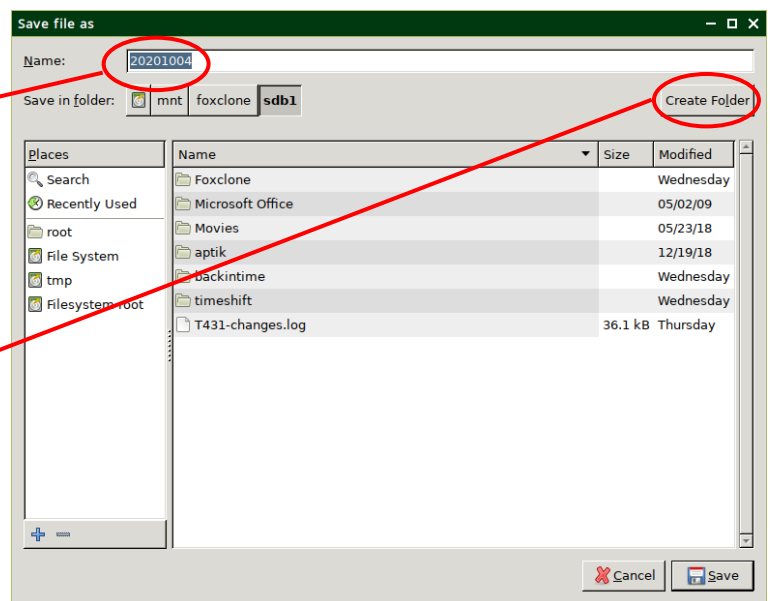 Save file as
Name: 20201004
Save in folder: mnt foxclone sdb1 Create Folder
Places Name Size Modified
Search Foxclone Wednesday
Recently Used Microsoft Office 05/02/09
root Movies 05/23/18
File System aptik 12/19/18
tmp backintime Wednesday
Filesystem root timeshift Wednesday
T431-changes.log 36.1 kB Thursday
Cancel Save